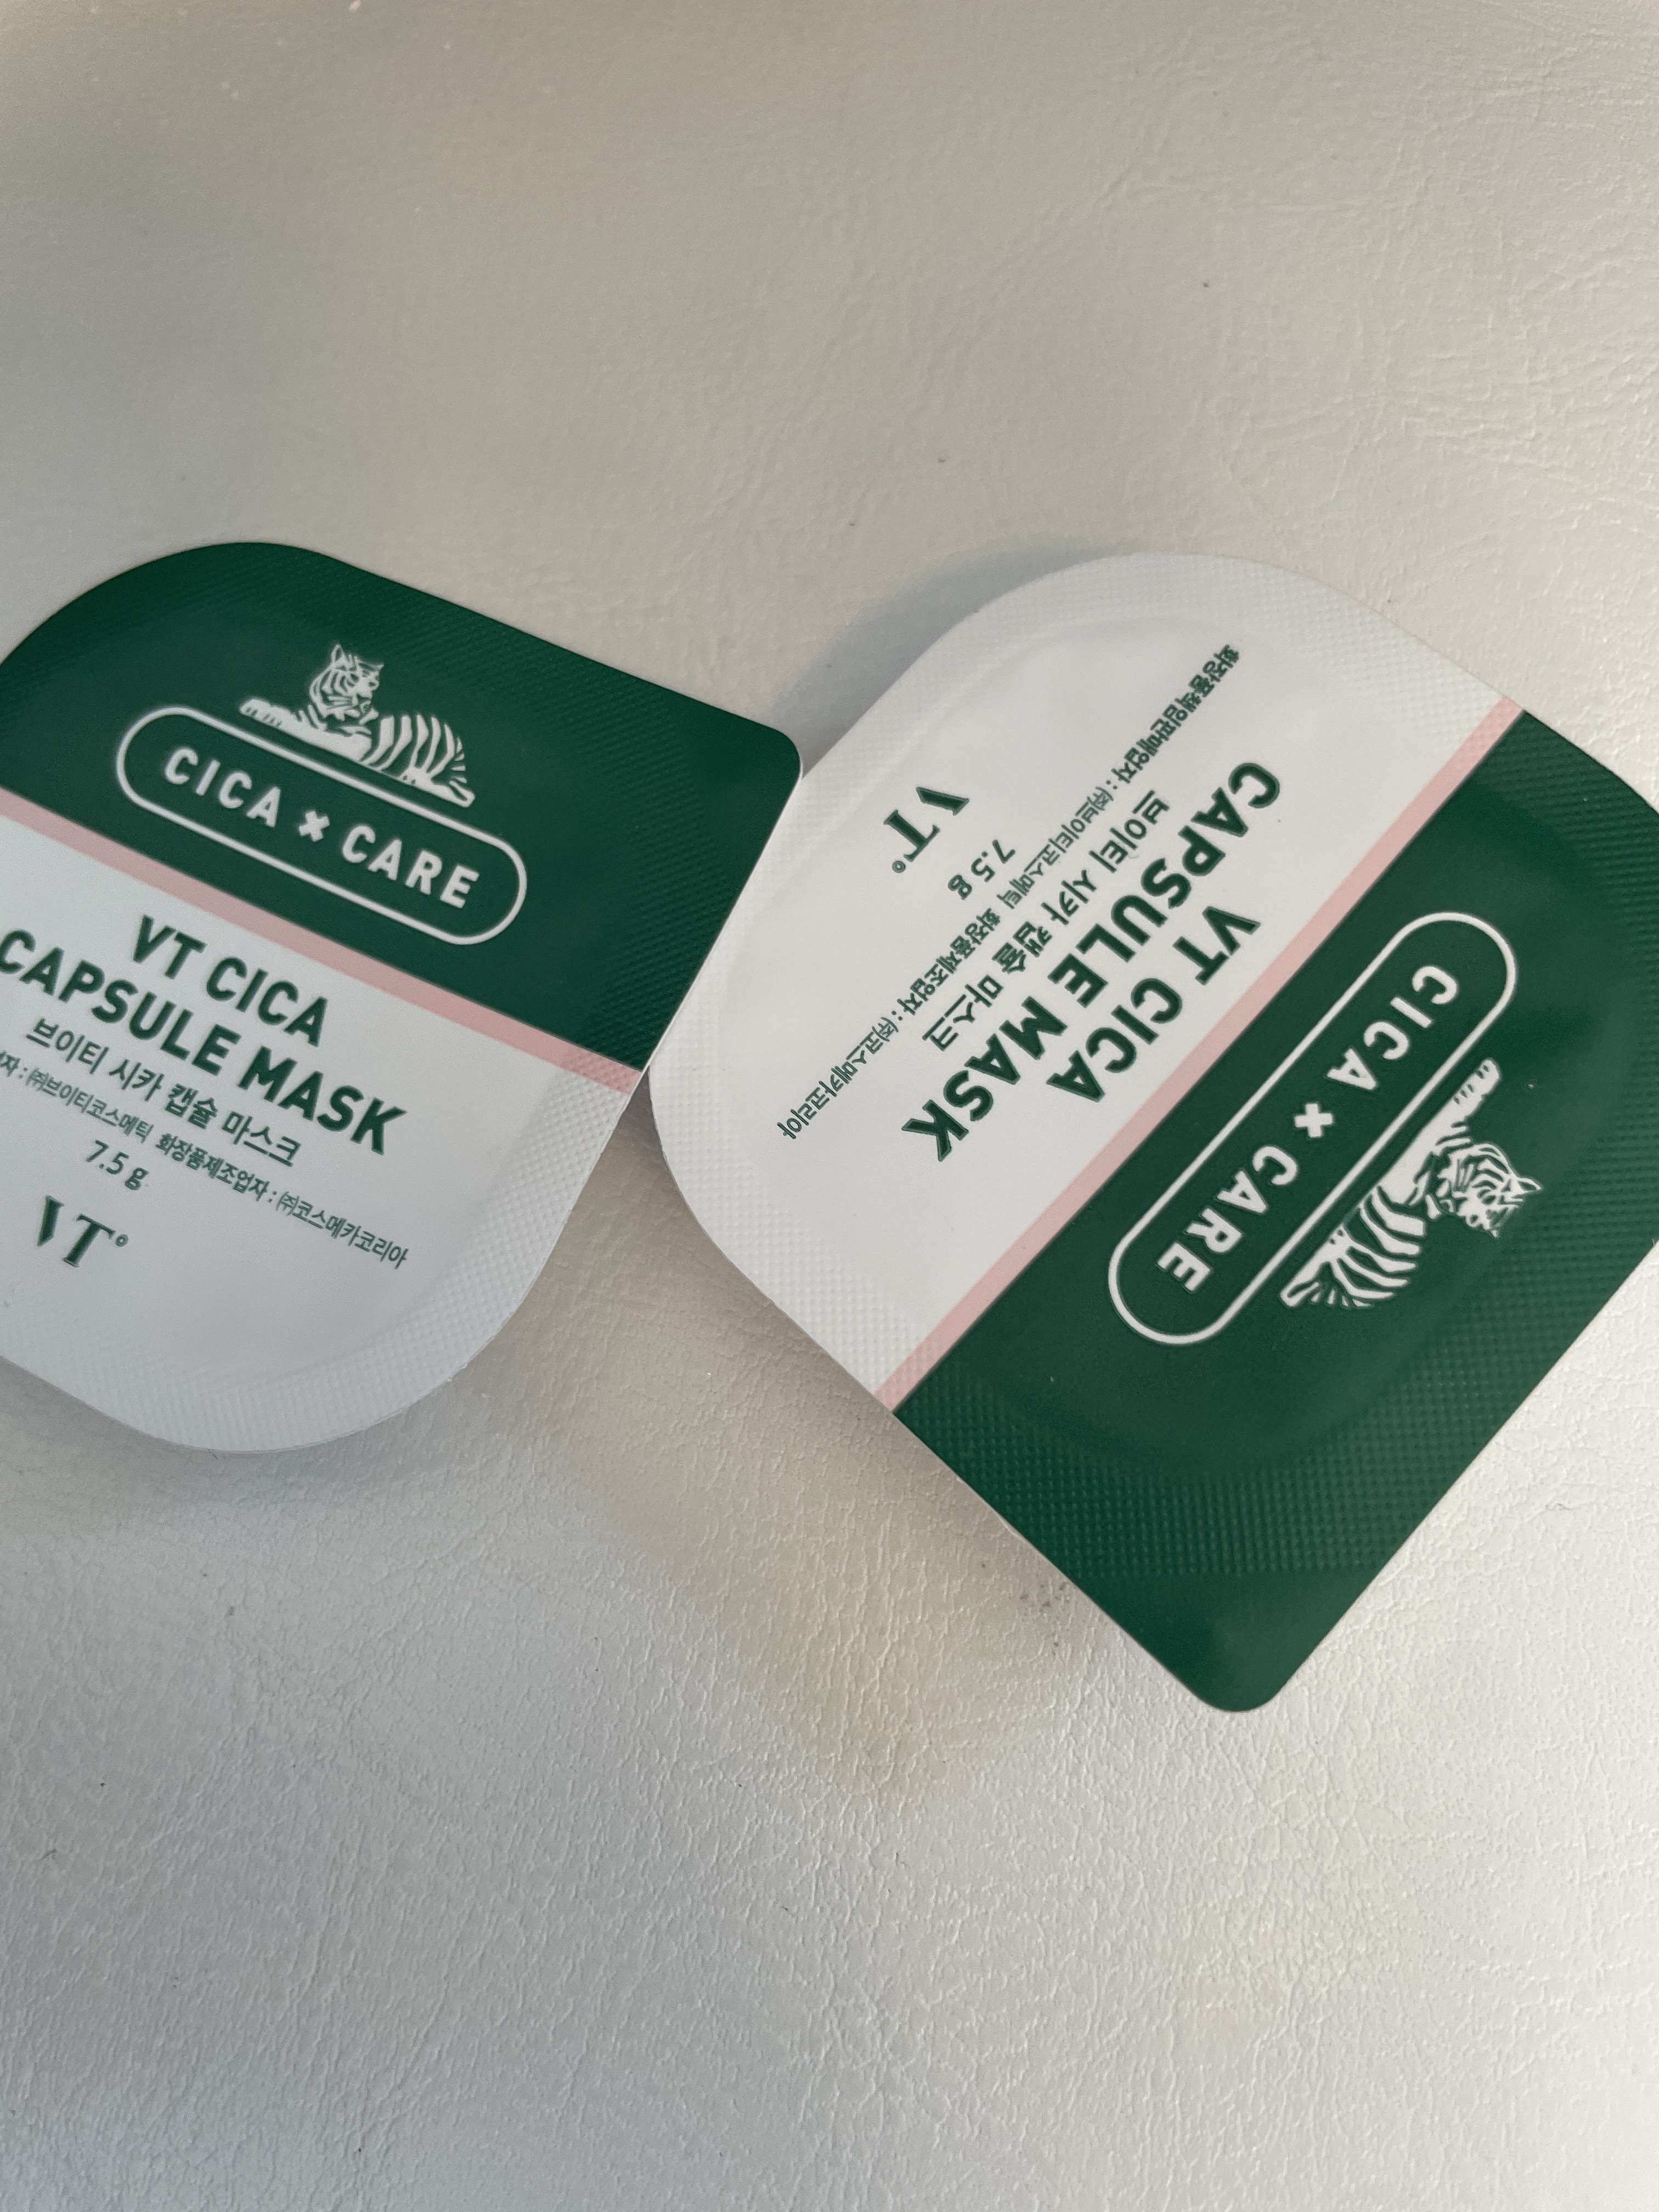 CICA × CARE
VT CICA
CAPSULE MASK
브이티 시카 캡슐 마스크
자 : ㈜브이티코스메틱 화장품제조업자 : ㈜코스메카코리아
7.5 g
VT
CICA × CARE
VT CICA
CAPSULE MASK
브이티 시카 캡슐 마스크
화장품책임판매업자 : ㈜브이티코스메틱 화장품제조업자 : ㈜코스메카코리아
7.5 g
VT